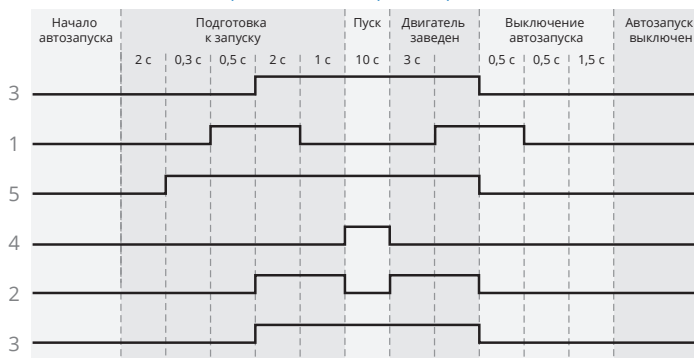 Начало
автозапуска
Подготовка
к запуску
Пуск
Двигатель
заведен
Выключение
автозапуска
Автозапуск
выключен
2 с
0,3 с
0,5 с
2 с
1 с
10 с
3 с
0,5 с
0,5 с
1,5 с
3
1
5
4
2
3